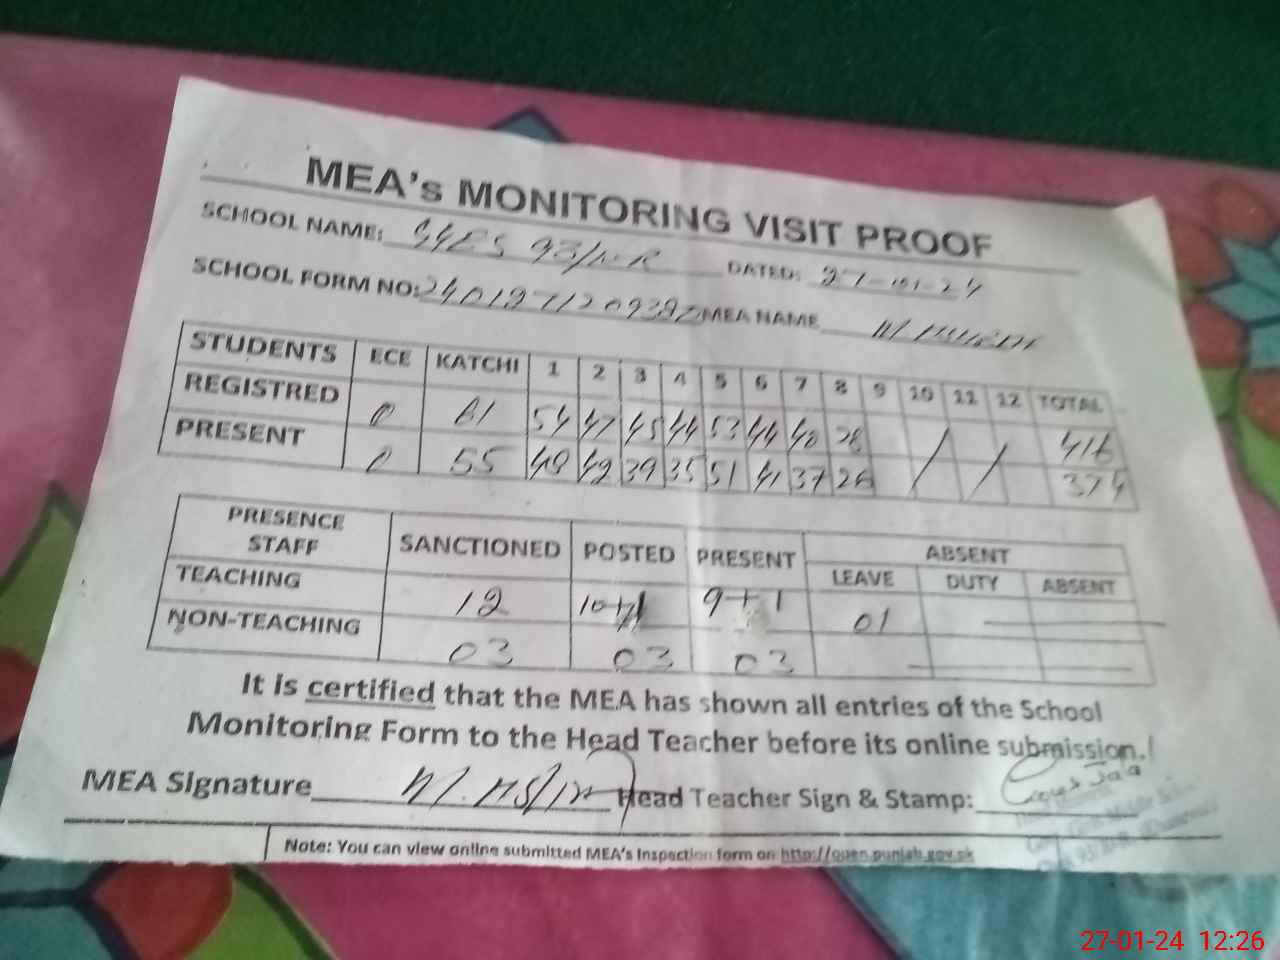 MEA's MONITORING VISIT PROOF
SCHOOL NAME: 93/ DATED: 27-01-24
SCHOOL FORM NO: MEA NAME
STUDENTS ECE KATCHI 1 2 3 4 5 6 7 8 9 10 11 12 TOTAL
REGISTRED 0 61 54 47 45 44 53 44 40 28 416
PRESENT 0 55 48 42 39 35 51 41 37 26 374
PRESENCE STAFF SANCTIONED POSTED PRESENT ABSENT
LEAVE DUTY ABSENT
TEACHING 12 10+1 9+1 01
NON-TEACHING 03 03 03
It is certified that the MEA has shown all entries of the School
Monitoring Form to the Head Teacher before its online submission.
MEA Signature Head Teacher Sign & Stamp:
Note: You can view online submitted MEA's Inspection form on http://open.punjab.gov.pk
27-01-24 12:26